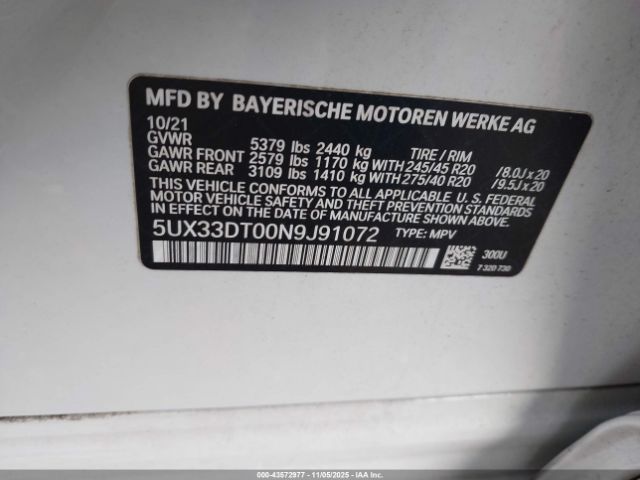 MFD BY BAYERISCHE MOTOREN WERKE AG
10/21
GVWR 5379 lbs 2440 kg TIRE / RIM
GAWR FRONT 2579 lbs 1170 kg WITH 245/45 R20 /8.0J x 20
GAWR REAR 3109 lbs 1410 kg WITH 275/40 R20 /9.5J x 20
THIS VEHICLE CONFORMS TO ALL APPLICABLE U. S. FEDERAL
MOTOR VEHICLE SAFETY AND THEFT PREVENTION STANDARDS
IN EFFECT ON THE DATE OF MANUFACTURE SHOWN ABOVE.
5UX33DT00N9J91072 TYPE: MPV
300U
7 320 730
000-43572977 - 11/05/2025 - IAAI.CA